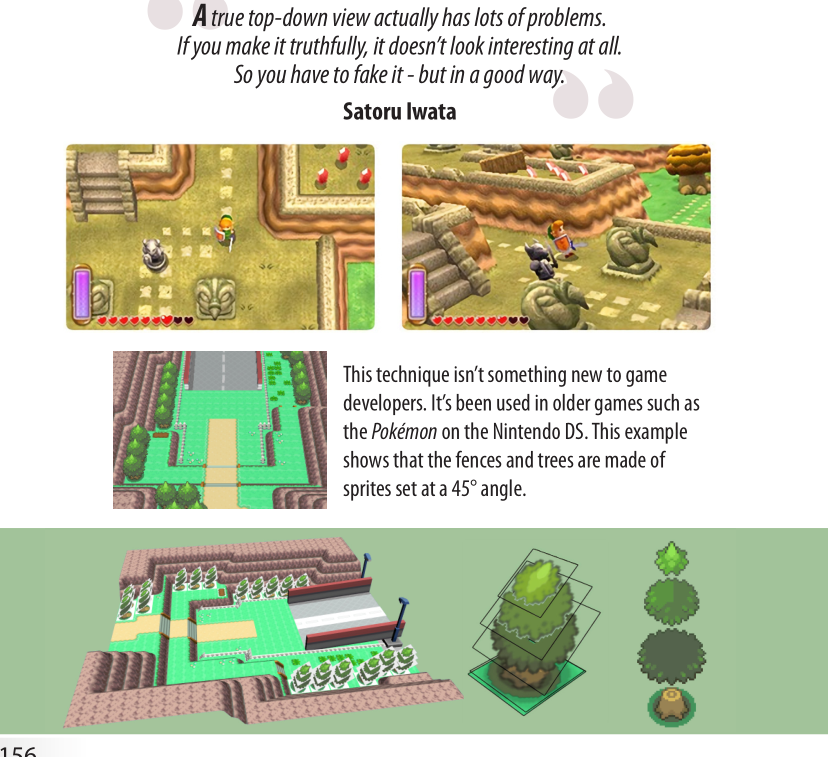 A true top-down view actually has lots of problems.
If you make it truthfully, it doesn't look interesting at all.
So you have to fake it - but in a good way.
Satoru Iwata
This technique isn't something new to game
developers. It's been used in older games such as
the Pokémon on the Nintendo DS. This example
shows that the fences and trees are made of
sprites set at a 45° angle.
156